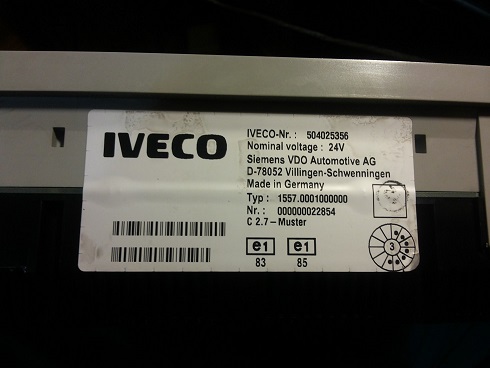 IVECO
IVECO-Nr.: 504025356
Nominal voltage: 24V
Siemens VDO Automotive AG
D-78052 Villingen-Schwenningen
Made in Germany
Typ: 1557.0001000000
Nr.: 000000022854
C 2.7-Muster
e1 e1
83 85
3